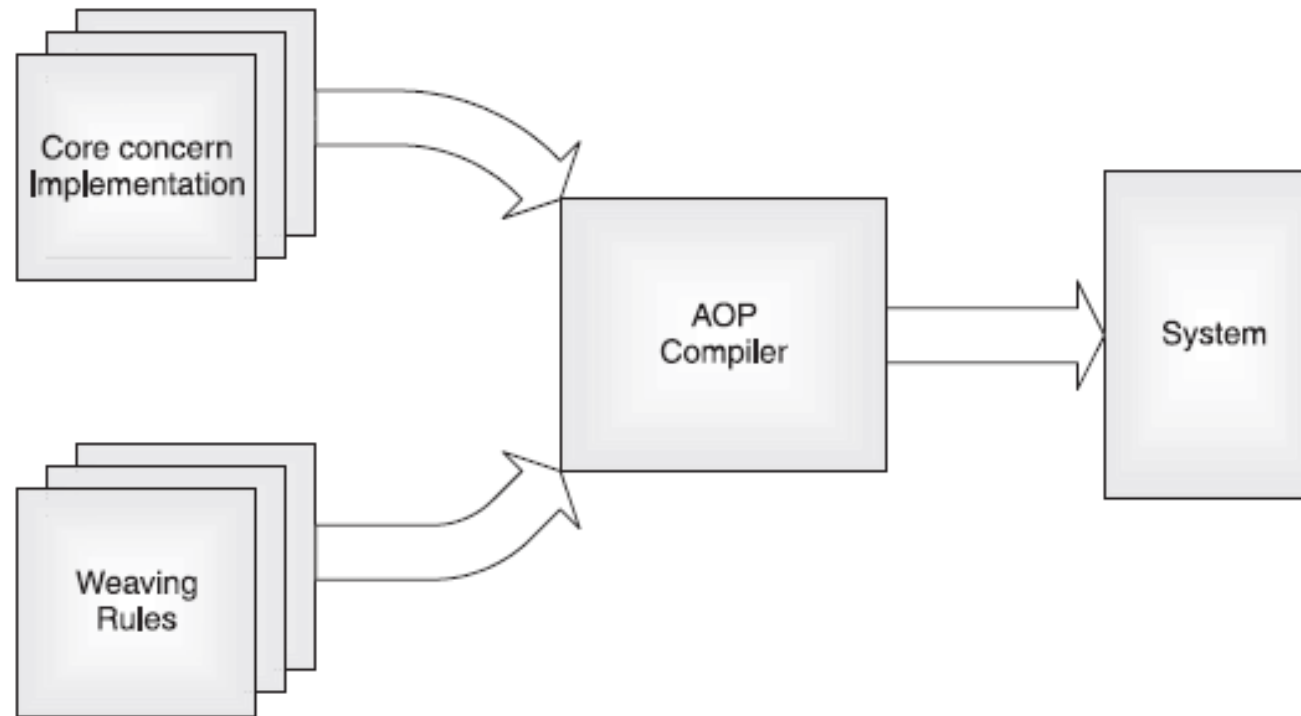 Core concern
Implementation
AOP
Compiler
System
Weaving
Rules